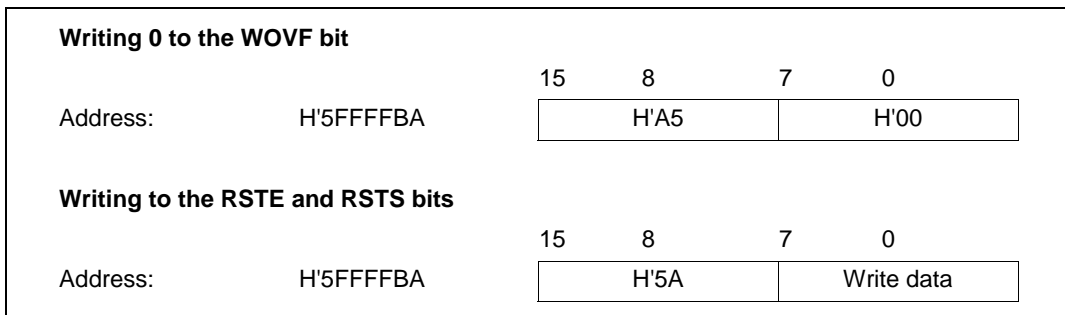 Writing 0 to the WOVF bit
15 8 7 0
Address: H'5FFFFBA H'A5 H'00
Writing to the RSTE and RSTS bits
15 8 7 0
Address: H'5FFFFBA H'5A Write data